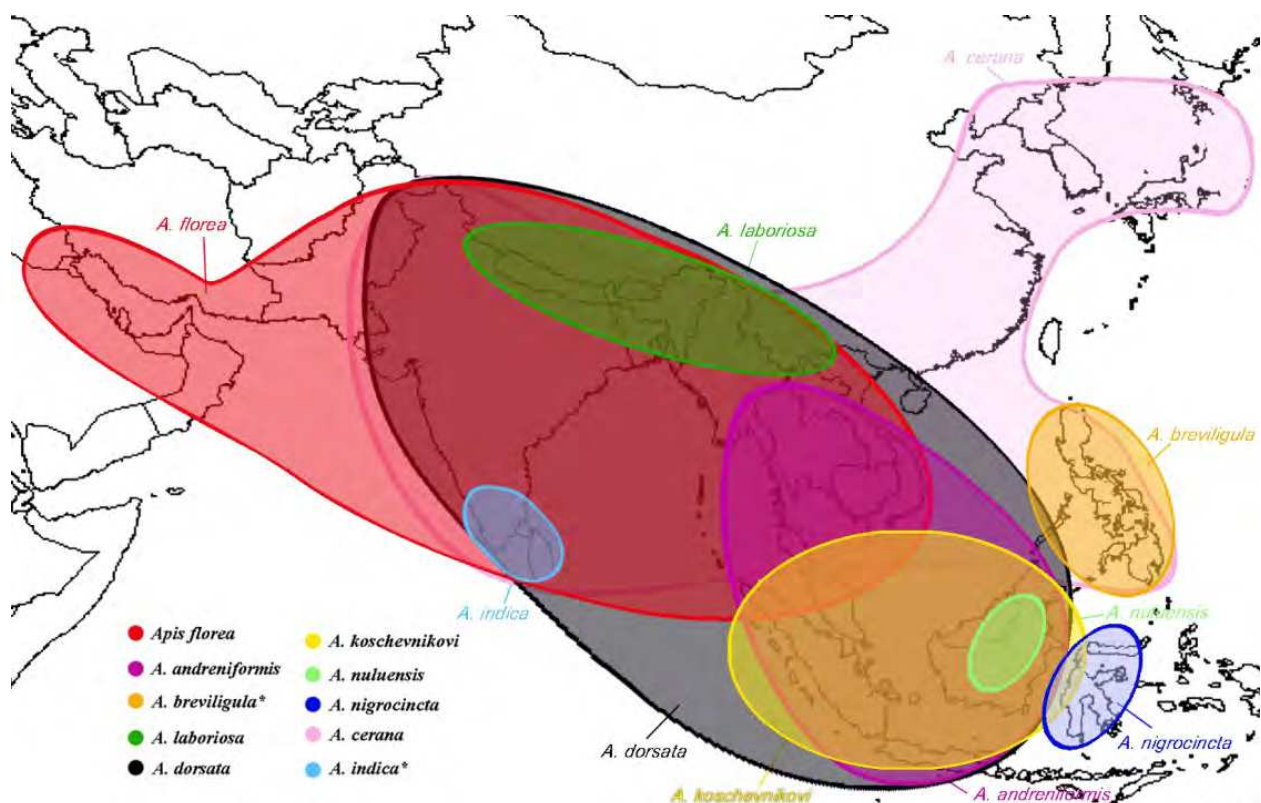 A. cerana
A. florea
A. laboriosa
A. breviligula
A. indica
A. nuluensis
A. dorsata
A. nigrocincta
A. koschevnikovi
A. andreniformis
Apis florea
A. andreniformis
A. breviligula*
A. laboriosa
A. dorsata
A. koschevnikovi
A. nuluensis
A. nigrocincta
A. cerana
A. indica*